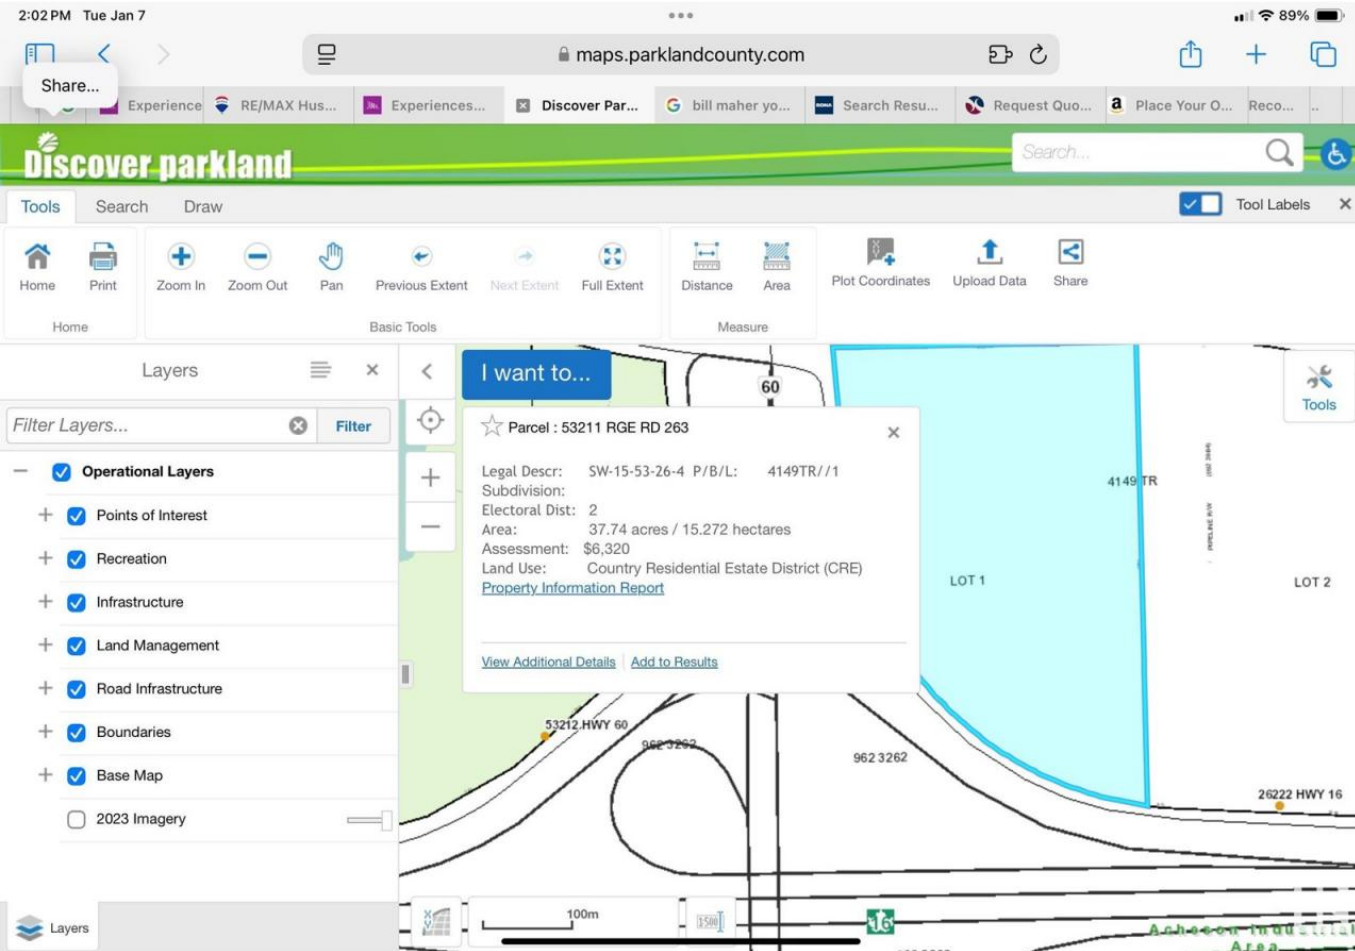 2:02 PM Tue Jan 7
89%
maps.parklandcounty.com
Share...
Experience
RE/MAX Hus...
Experiences...
Discover Par...
bill maher yo...
Search Resu...
Request Quo...
Place Your O...
Reco...
..
Discover parkland
Search...
Tools Search Draw
Tool Labels
Home
Print
Zoom In
Zoom Out
Pan
Previous Extent
Next Extent
Full Extent
Distance
Area
Plot Coordinates
Upload Data
Share
Home
Basic Tools
Measure
Layers
I want to...
60
Tools
Filter Layers...
Filter
Operational Layers
Points of Interest
Recreation
Infrastructure
Land Management
Road Infrastructure
Boundaries
Base Map
2023 Imagery
Layers
Parcel : 53211 RGE RD 263
Legal Descr: SW-15-53-26-4 P/B/L: 4149TR//1
Subdivision:
Electoral Dist: 2
Area: 37.74 acres / 15.272 hectares
Assessment: $6,320
Land Use: Country Residential Estate District (CRE)
Property Information Report
View Additional Details
Add to Results
4149 TR
PIPELINE R/W
LOT 1
LOT 2
53212 HWY 60
962 3262
962 3262
26222 HWY 16
100m
16
Acheson Industrial
Area